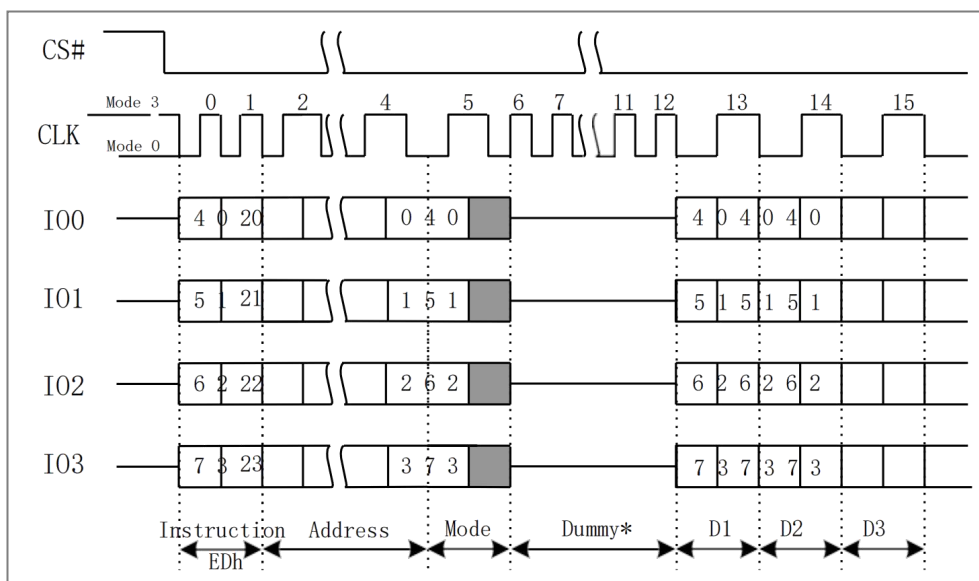 CS#
Mode 3 0 1 2 4 5 6 7 11 12 13 14 15
CLK
Mode 0
IO0 4 0 20 0 4 0 4 0 4 0 4 0
IO1 5 1 21 1 5 1 5 1 5 1 5 1
IO2 6 2 22 2 6 2 6 2 6 2 6 2
IO3 7 3 23 3 7 3 7 3 7 3 7 3
Instruction Address Mode Dummy* D1 D2 D3
EDh